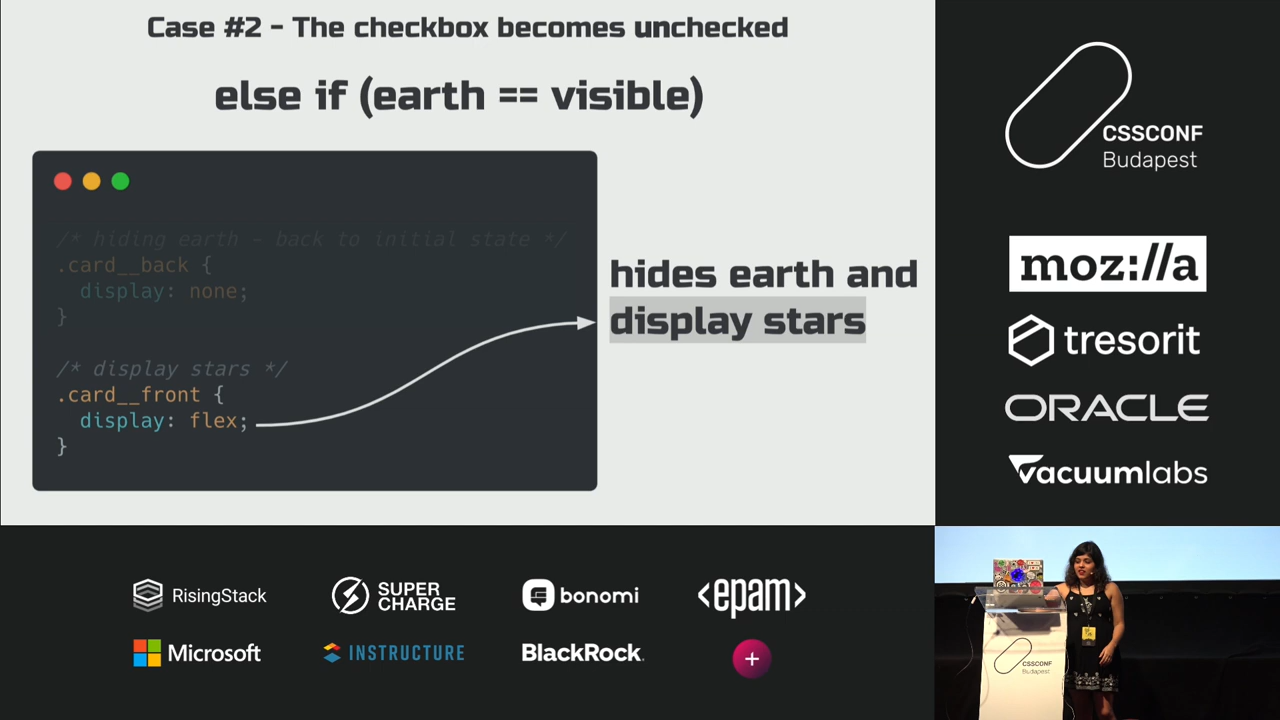 Case #2 - The checkbox becomes unchecked
else if (earth == visible)
/* hiding earth - back to initial state */
.card__back {
display: none;
}
/* display stars */
.card__front {
display: flex;
}
hides earth and
display stars
CSSCONF
Budapest
moz://a
tresorit
ORACLE
vacuumlabs
RisingStack
SUPER
CHARGE
bonomi
<epam>
Microsoft
INSTRUCTURE
BlackRock.
+
CSSCONF
Budapest